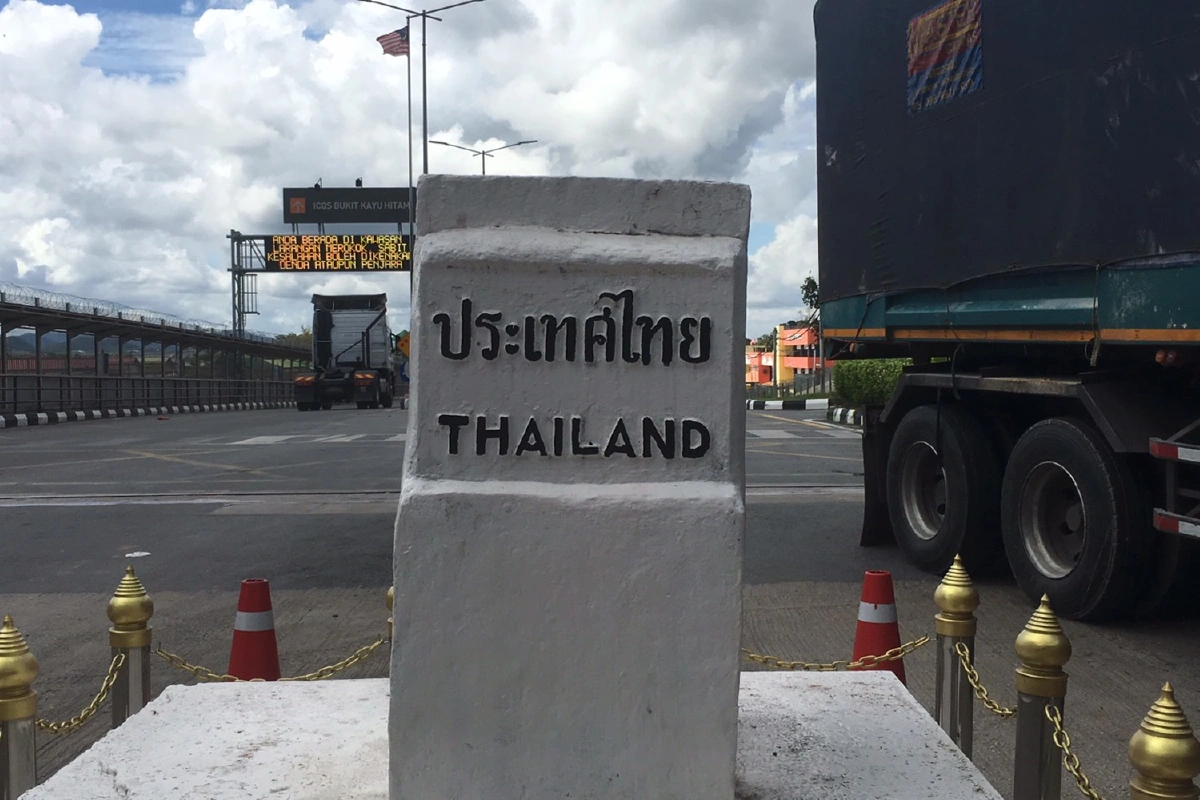 ICQS BUKIT KAYU HITAM
ANDA BERADA DI KAWASAN
LARANGAN MEROKOK, SABIT
KESALAHAN BOLEH DIKENAKAN
DENDA ATAUPUN PENJARA
ประเทศไทย
THAILAND